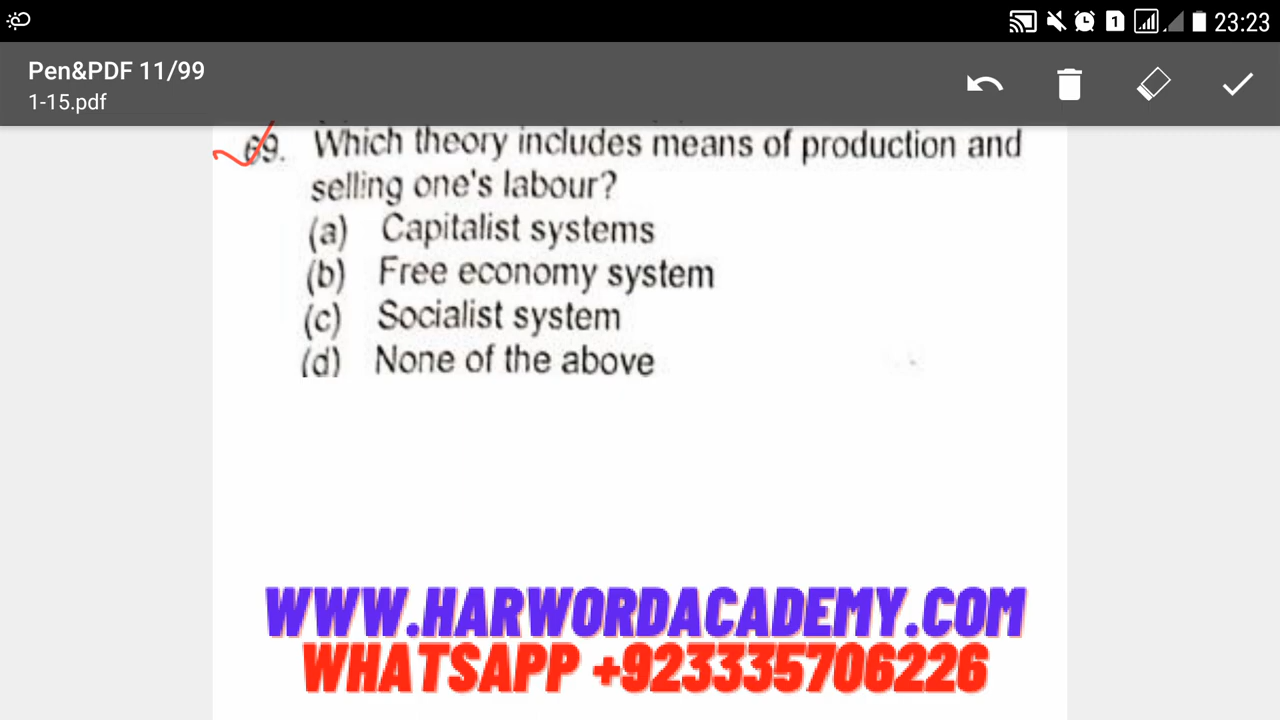 23:23
Pen&PDF 11/99
1-15.pdf
69. Which theory includes means of production and
selling one's labour?
(a) Capitalist systems
(b) Free economy system
(c) Socialist system
(d) None of the above
WWW.HARWORDACADEMY.COM
WHATSAPP +923335706226